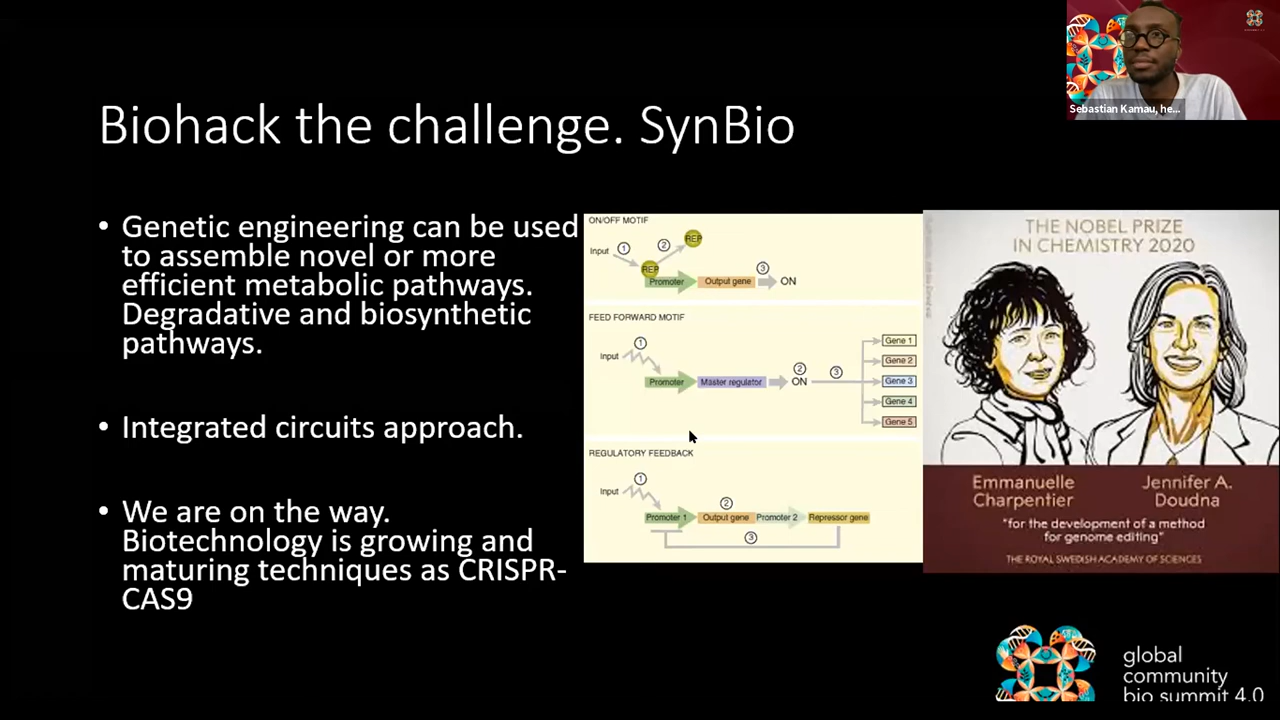 Sebastian Kamau, he...
Biohack the challenge. SynBio
• Genetic engineering can be used
to assemble novel or more
efficient metabolic pathways.
Degradative and biosynthetic
pathways.
• Integrated circuits approach.
• We are on the way.
Biotechnology is growing and
maturing techniques as CRISPR-
CAS9
ON/OFF MOTIF
Input
1
2
REP
REP
Promoter
Output gene
3
ON
FEED FORWARD MOTIF
Input
1
Promoter
Master regulator
2
ON
3
Gene 1
Gene 2
Gene 3
Gene 4
Gene 5
REGULATORY FEEDBACK
Input
1
Promoter 1
2
Output gene
Promoter 2
Repressor gene
3
THE NOBEL PRIZE
IN CHEMISTRY 2020
Emmanuelle
Charpentier
Jennifer A.
Doudna
"for the development of a method
for genome editing"
THE ROYAL SWEDISH ACADEMY OF SCIENCES
global
community
bio summit 4.0